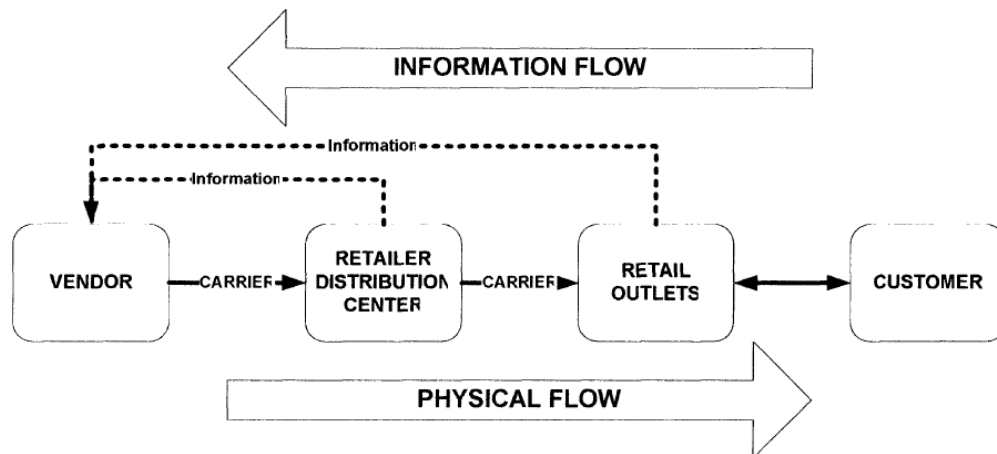 INFORMATION FLOW
Information
Information
VENDOR
CARRIER
RETAILER
DISTRIBUTION
CENTER
CARRIER
RETAIL
OUTLETS
CUSTOMER
PHYSICAL FLOW